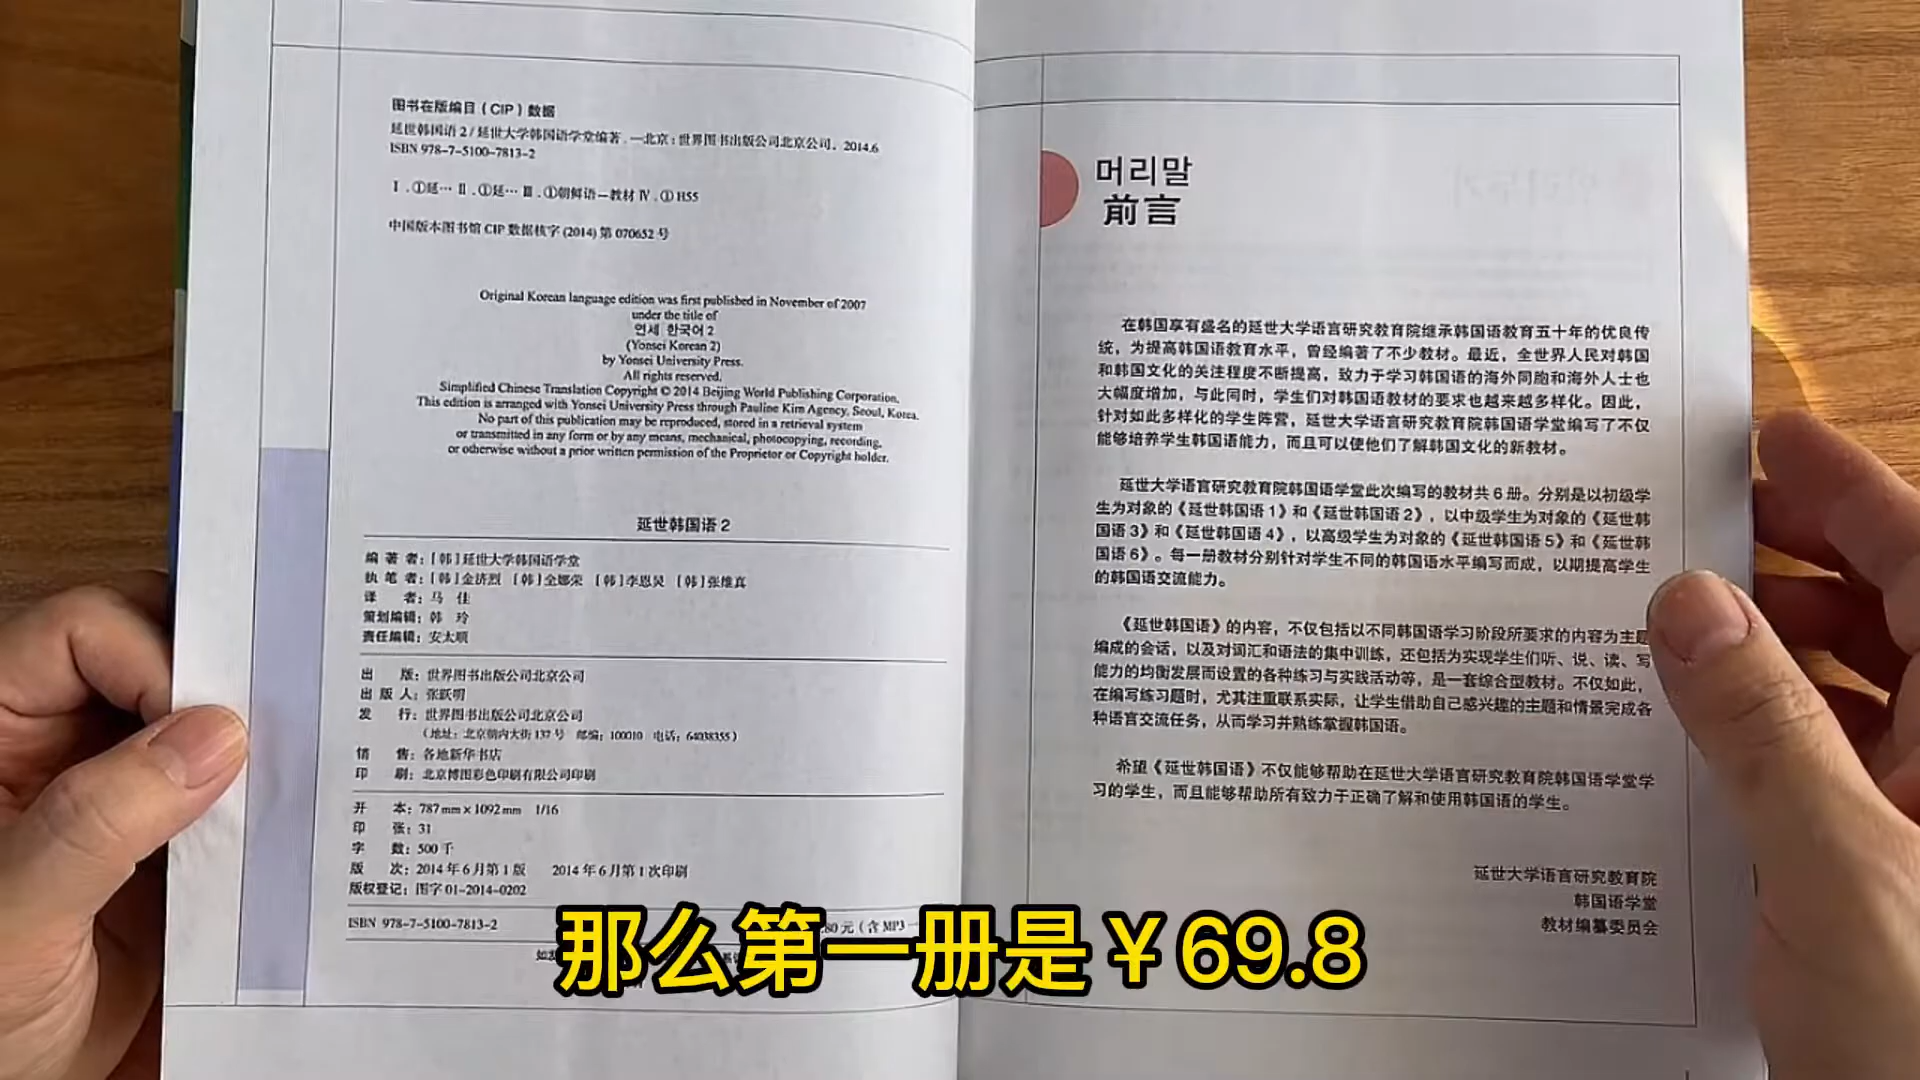 图书在版编目（CIP）数据
延世韩国语 2 / 延世大学韩国语学堂编著．—北京：世界图书出版公司北京公司，2014.6
ISBN 978-7-5100-7813-2
Ⅰ．①延… Ⅱ．①延… Ⅲ．①朝鲜语—教材 Ⅳ．①H55
中国版本图书馆 CIP 数据核字 (2014) 第 070652 号
Original Korean language edition was first published in November of 2007
under the title of
연세 한국어 2
(Yonsei Korean 2)
by Yonsei University Press.
All rights reserved.
Simplified Chinese Translation Copyright © 2014 Beijing World Publishing Corporation.
This edition is arranged with Yonsei University Press through Pauline Kim Agency, Seoul, Korea.
No part of this publication may be reproduced, stored in a retrieval system
or transmitted in any form or by any means, mechanical, photocopying, recording,
or otherwise without a prior written permission of the Proprietor or Copyright holder.
延世韩国语 2
编 著 者：［韩］延世大学韩国语学堂
执 笔 者：［韩］金济烈 ［韩］全娜荣 ［韩］李恩炅 ［韩］张维真
译 者：马 佳
策划编辑：韩 玲
责任编辑：安太顺
出 版：世界图书出版公司北京公司
出 版 人：张跃明
发 行：世界图书出版公司北京公司
（地址：北京朝内大街 137 号 邮编：100010 电话：64038355）
销 售：各地新华书店
印 刷：北京博图彩色印刷有限公司印刷
开 本：787 mm × 1092 mm 1/16
印 张：31
字 数：500 千
版 次：2014 年 6 月第 1 版 2014 年 6 月第 1 次印刷
版权登记：图字 01-2014-0202
ISBN 978-7-5100-7813-2 80 元（含 MP3
머리말
前言
在韩国享有盛名的延世大学语言研究教育院继承韩国语教育五十年的优良传
统，为提高韩国语教育水平，曾经编著了不少教材。最近，全世界人民对韩国
和韩国文化的关注程度不断提高，致力于学习韩国语的海外同胞和海外人士也
大幅度增加，与此同时，学生们对韩国语教材的要求也越来越多样化。因此，
针对如此多样化的学生阵营，延世大学语言研究教育院韩国语学堂编写了不仅
能够培养学生韩国语能力，而且可以使他们了解韩国文化的新教材。
延世大学语言研究教育院韩国语学堂此次编写的教材共 6 册。分别是以初级学
生为对象的《延世韩国语 1》和《延世韩国语 2》，以中级学生为对象的《延世韩
国语 3》和《延世韩国语 4》，以高级学生为对象的《延世韩国语 5》和《延世韩
国语 6》。每一册教材分别针对学生不同的韩国语水平编写而成，以期提高学生
的韩国语交流能力。
《延世韩国语》的内容，不仅包括以不同韩国语学习阶段所要求的内容为主题
编成的会话，以及对词汇和语法的集中训练，还包括为实现学生们听、说、读、写
能力的均衡发展而设置的各种练习与实践活动等，是一套综合型教材。不仅如此，
在编写练习题时，尤其注重联系实际，让学生借助自己感兴趣的主题和情景完成各
种语言交流任务，从而学习并熟练掌握韩国语。
希望《延世韩国语》不仅能够帮助在延世大学语言研究教育院韩国语学堂学
习的学生，而且能够帮助所有致力于正确了解和使用韩国语的学生。
延世大学语言研究教育院
韩国语学堂
教材编纂委员会
那么第一册是￥69.8